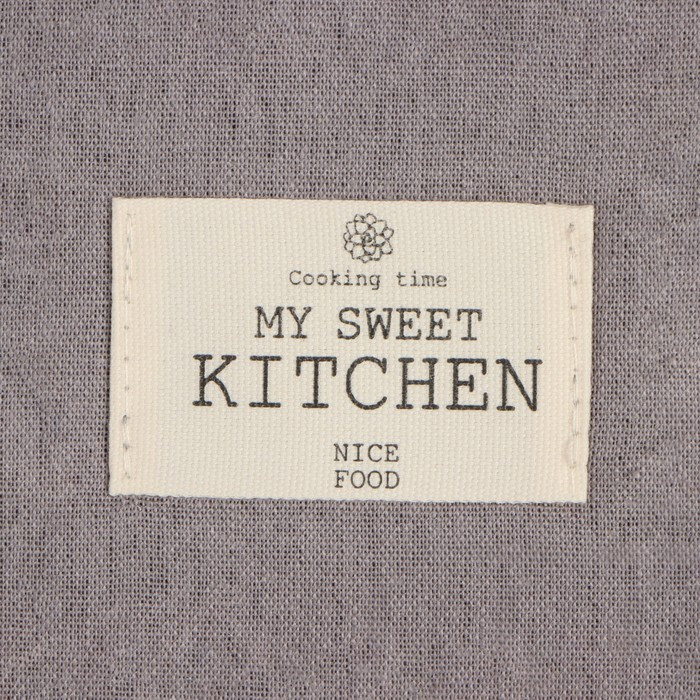 Cooking time
MY SWEET
KITCHEN
NICE
FOOD